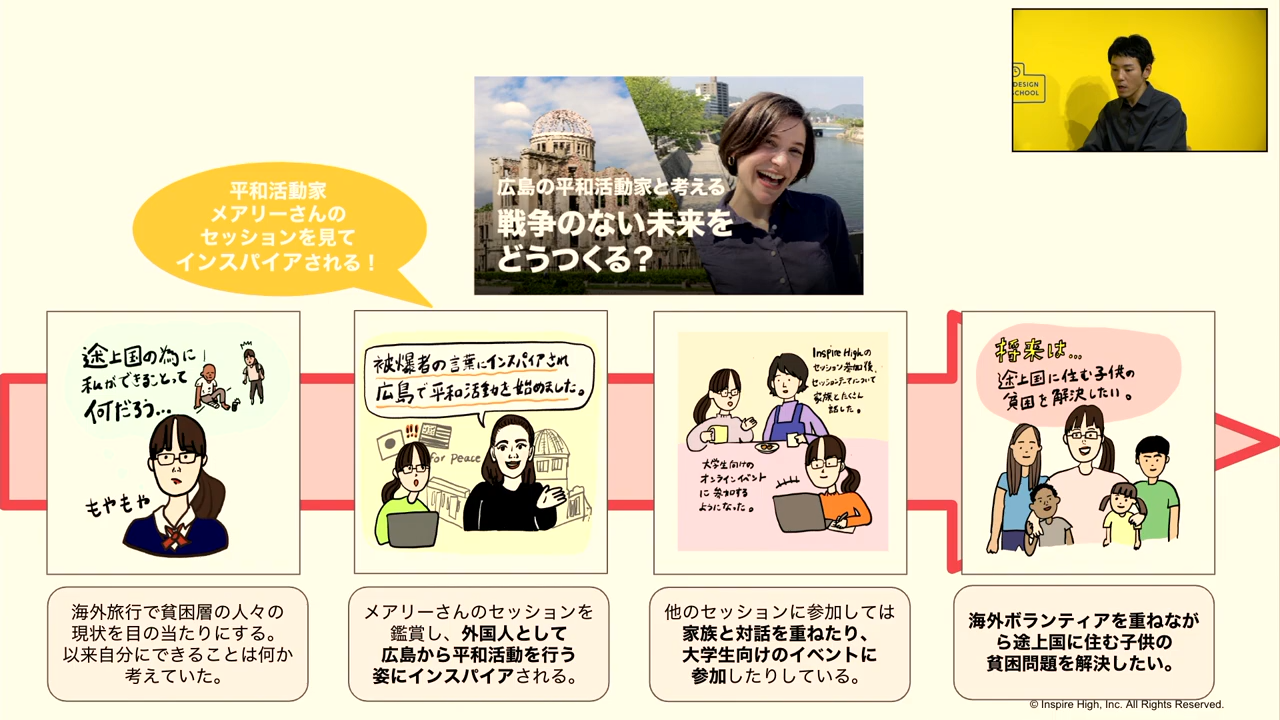 DESIGN
SCHOOL
広島の平和活動家と考える
戦争のない未来を
どうつくる?
平和活動家
メアリーさんの
セッションを見て
インスパイアされる!
途上国の為に
私ができることって
何だろう...
もやもや
被爆者の言葉にインスパイアされ
広島で平和活動を始めました。
for peace
Inspire Highの
セッション参加後、
セッションテーマについて
家族とたくさん
話した。
大学生向けの
オンラインイベント
に参加する
ようになった。
将来は...
途上国に住む子供の
貧困を解決したい。
海外旅行で貧困層の人々の
現状を目の当たりにする。
以来自分にできることは何か
考えていた。
メアリーさんのセッションを
鑑賞し、外国人として
広島から平和活動を行う
姿にインスパイアされる。
他のセッションに参加しては
家族と対話を重ねたり、
大学生向けのイベントに
参加したりしている。
海外ボランティアを重ねなが
ら途上国に住む子供の
貧困問題を解決したい。
© Inspire High, Inc. All Rights Reserved.